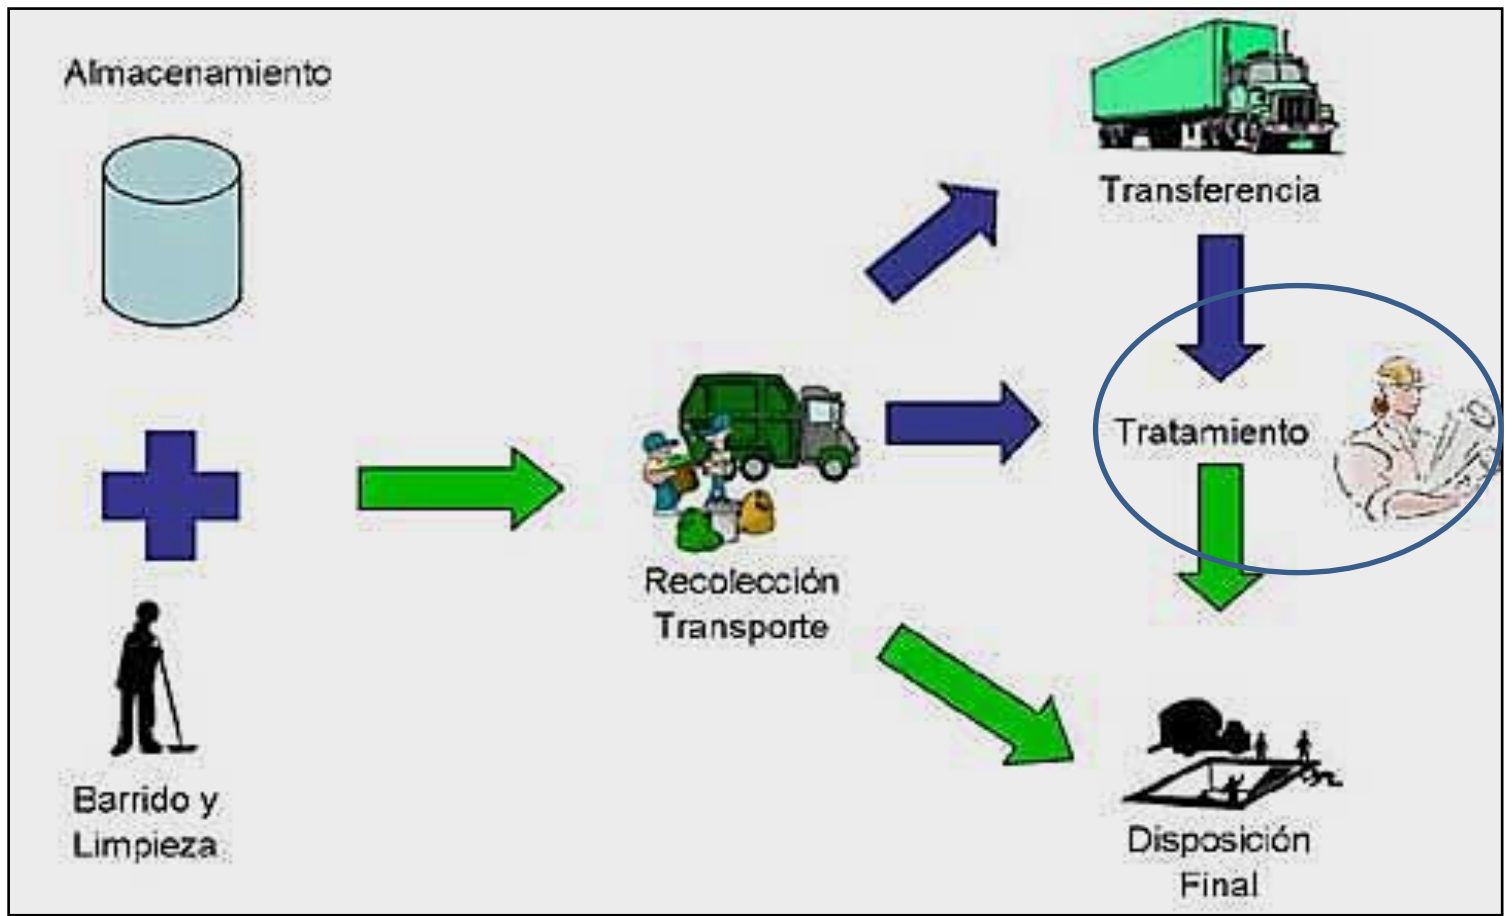 Almacenamiento
Barrido y
Limpieza
Recolección
Transporte
Transferencia
Tratamiento
Disposición
Final